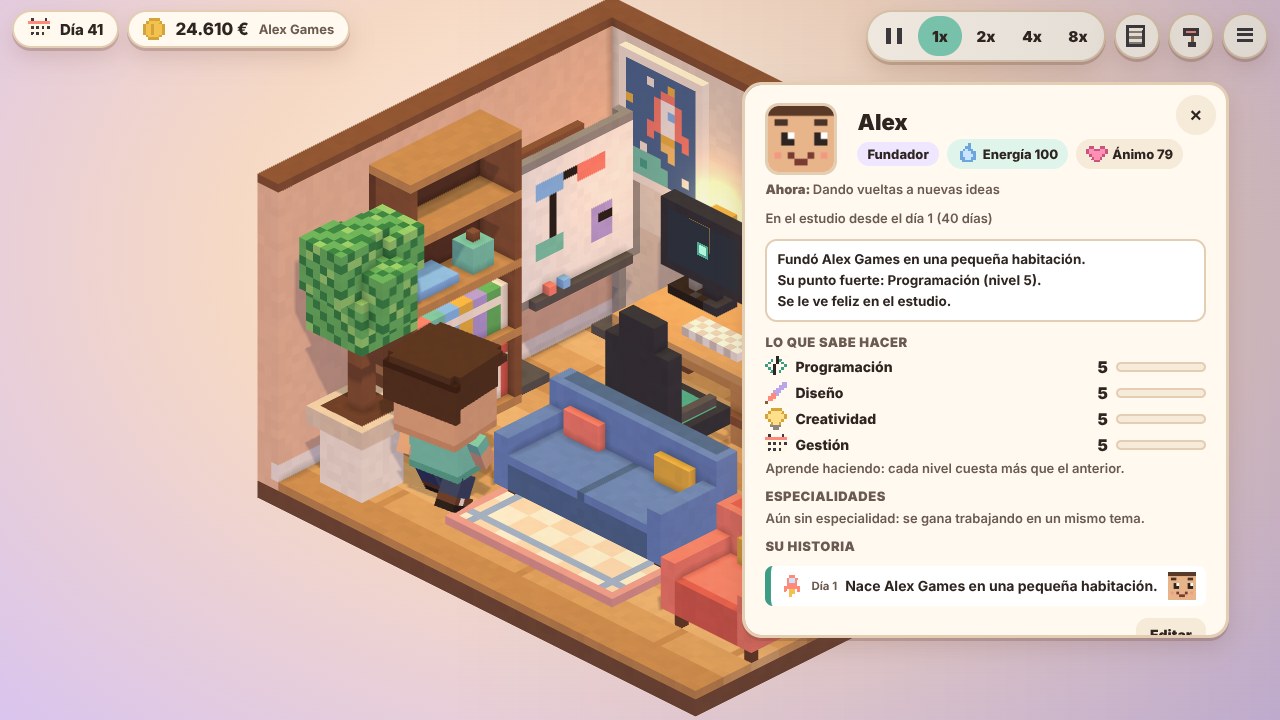 Día 41
24.610 € Alex Games
1x 2x 4x 8x
Alex
Fundador Energía 100 Ánimo 79
Ahora: Dando vueltas a nuevas ideas
En el estudio desde el día 1 (40 días)
Fundó Alex Games en una pequeña habitación.
Su punto fuerte: Programación (nivel 5).
Se le ve feliz en el estudio.
LO QUE SABE HACER
Programación 5
Diseño 5
Creatividad 5
Gestión 5
Aprende haciendo: cada nivel cuesta más que el anterior.
ESPECIALIDADES
Aún sin especialidad: se gana trabajando en un mismo tema.
SU HISTORIA
Día 1 Nace Alex Games en una pequeña habitación.
Editar